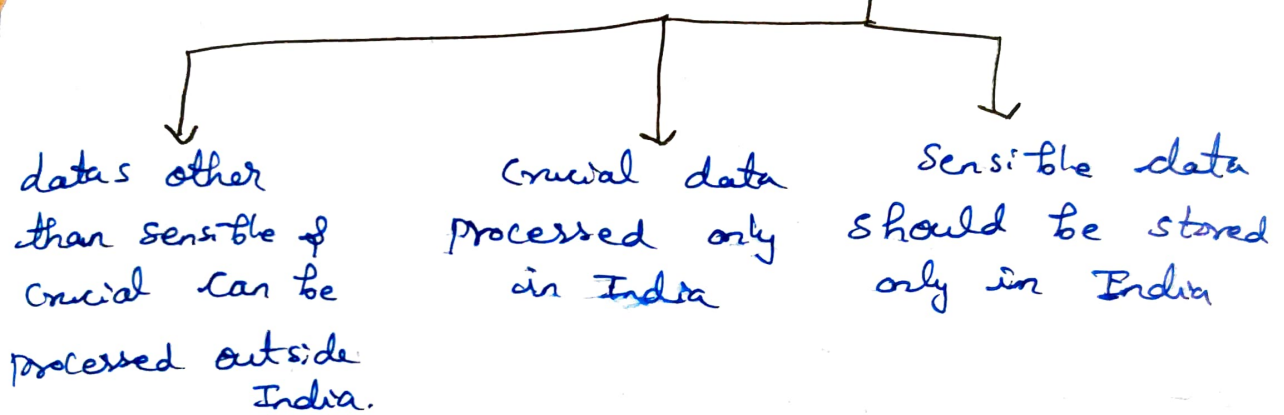 datas other
than sensible &
crucial can be
processed outside
India.
Crucial data
processed only
in India
Sensible data
should be stored
only in India